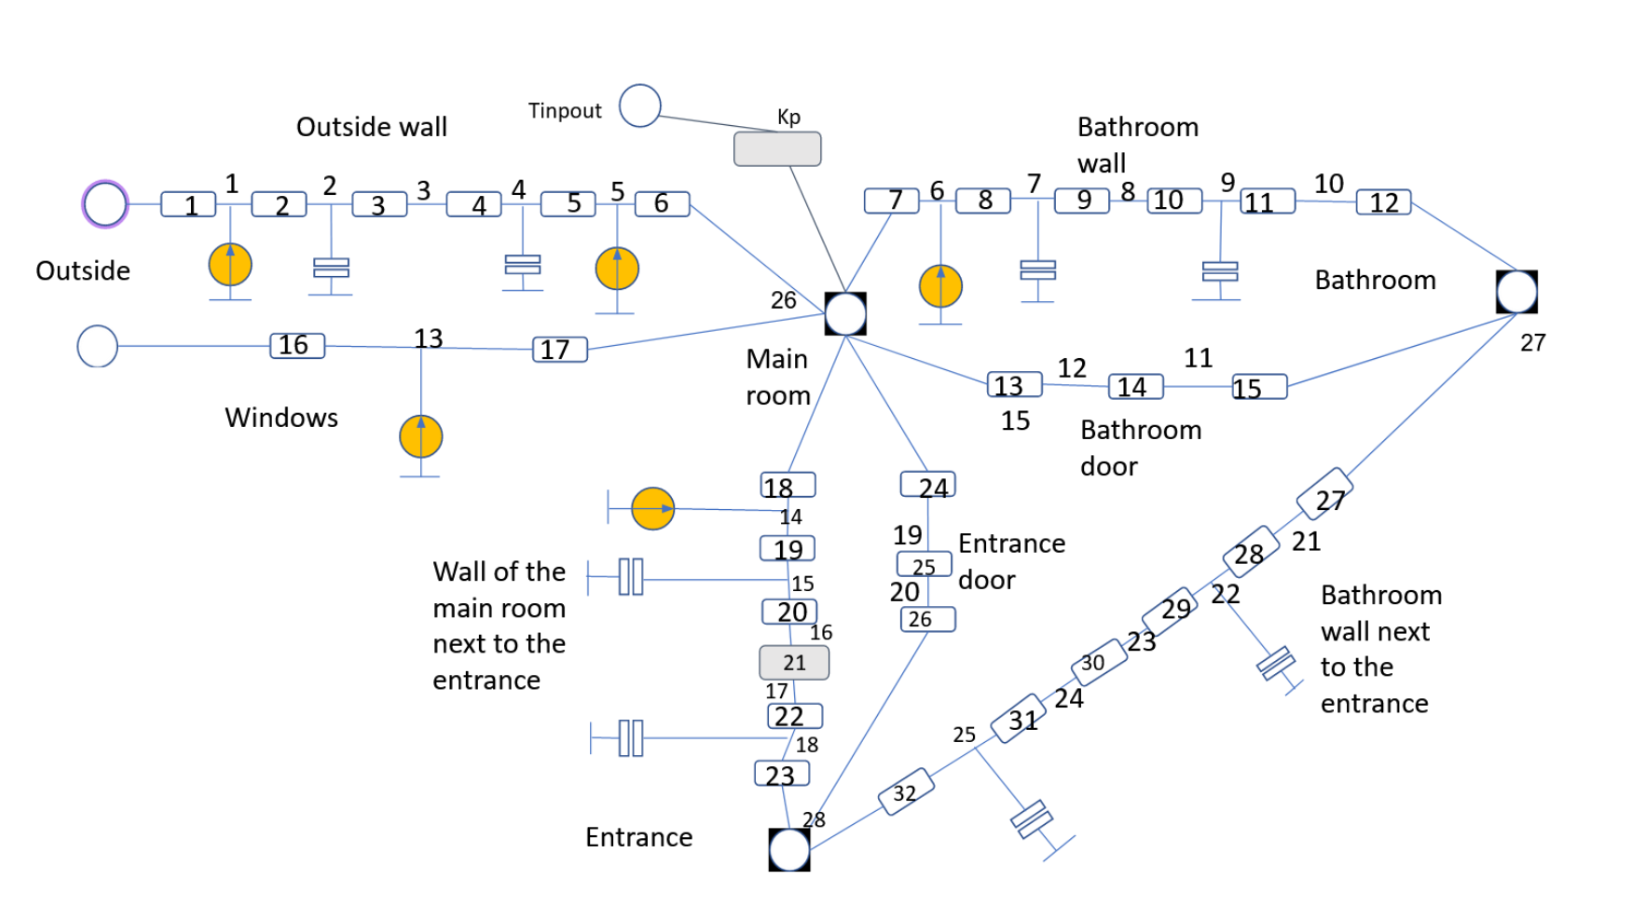 Tinpout
Kp
Outside wall
Bathroom
wall
1 2 3 4 5
1 2 3 4 5 6
6 7 8 9 10
7 8 9 10 11 12
Outside
Bathroom
26
27
16 13 17
Main
room
12 11
13 14 15
15
Windows
Bathroom
door
18
14
19
15
20
16
21
17
22
18
23
Wall of the
main room
next to the
entrance
24
19
25
20
26
Entrance
door
27
21
28
22
29
23
30
24
31
25
32
Bathroom
wall next
to the
entrance
28
Entrance